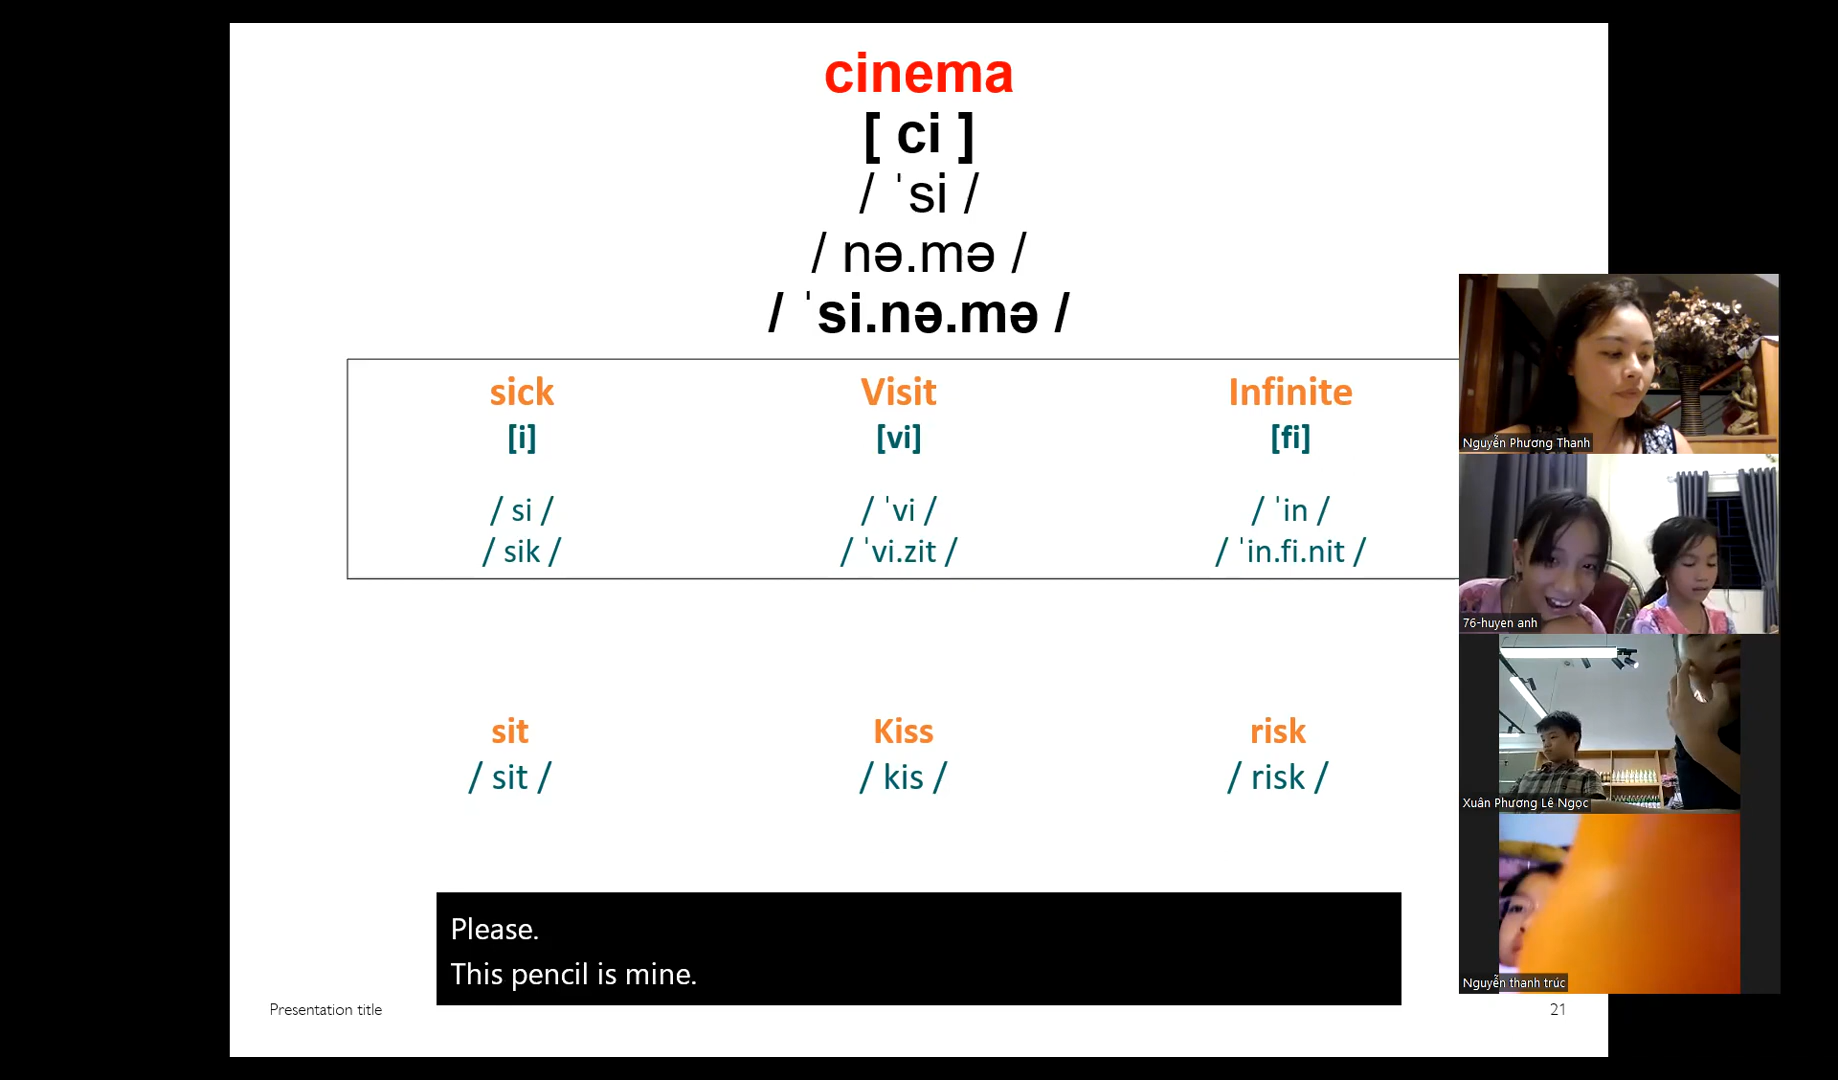 cinema
[ ci ]
/ ˈsi /
/ nə.mə /
/ ˈsi.nə.mə /
sick Visit Infinite
[i] [vi] [fi]
/ si / / ˈvi / / ˈin /
/ sik / / ˈvi.zit / / ˈin.fi.nit /
sit Kiss risk
/ sit / / kis / / risk /
Please.
This pencil is mine.
Presentation title
21
Nguyễn Phương Thanh
76-huyen anh
Xuân Phương Lê Ngọc
Nguyễn thanh trúc